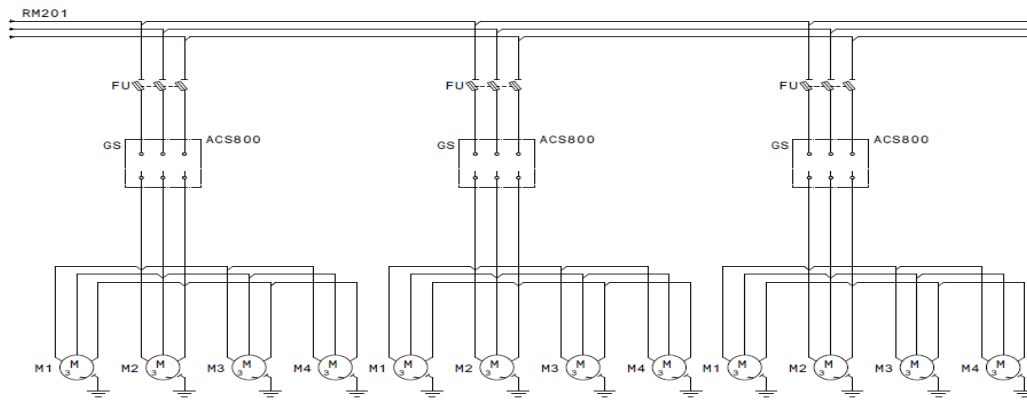 RM201
FU FU FU
GS ACS800 GS ACS800 GS ACS800
M1 M 3 M2 M 3 M3 M 3 M4 M 3 M1 M 3 M2 M 3 M3 M 3 M4 M 3 M1 M 3 M2 M 3 M3 M 3 M4 M 3